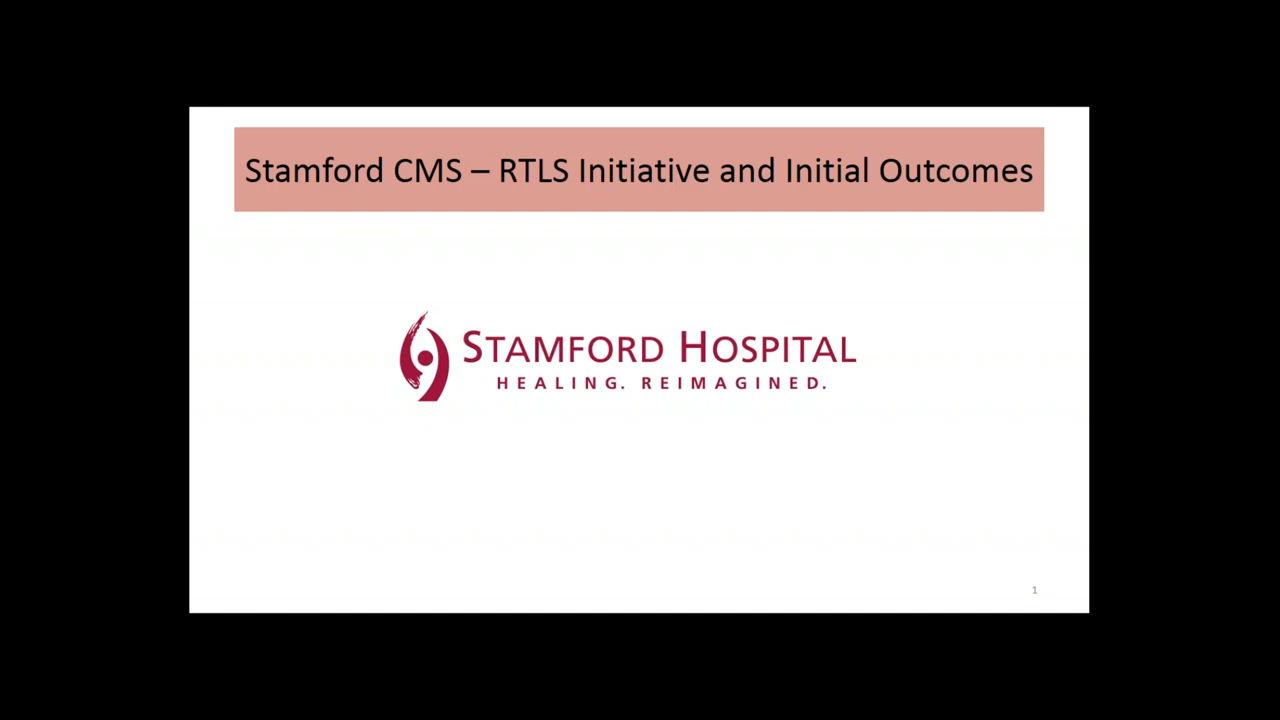 Stamford CMS – RTLS Initiative and Initial Outcomes
STAMFORD HOSPITAL
HEALING. REIMAGINED.
1